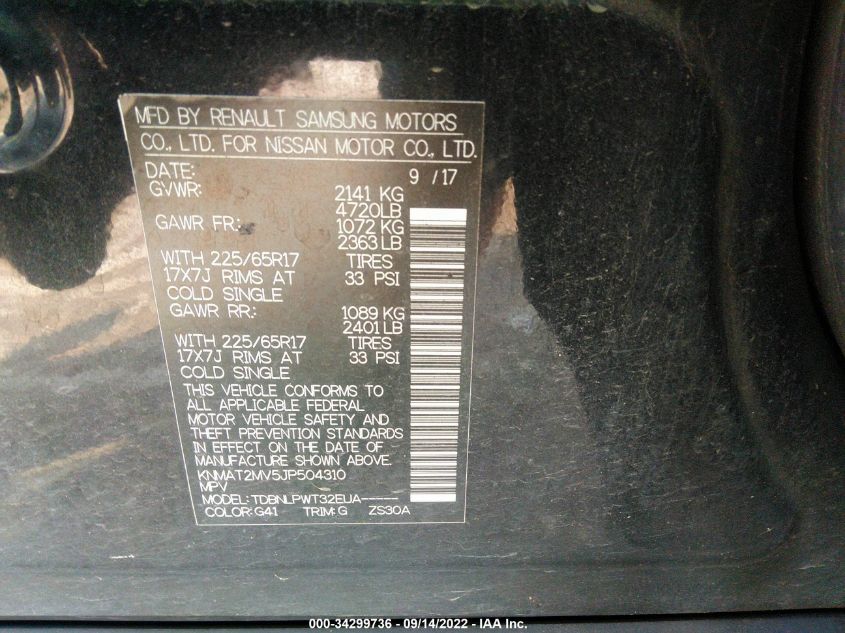 MFD BY RENAULT SAMSUNG MOTORS
CO., LTD. FOR NISSAN MOTOR CO., LTD.
DATE: 9 /17
GVWR: 2141 KG
4720LB
GAWR FR: 1072 KG
2363LB
WITH 225/65R17 TIRES
17X7J RIMS AT 33 PSI
COLD SINGLE
GAWR RR: 1089 KG
2401LB
WITH 225/65R17 TIRES
17X7J RIMS AT 33 PSI
COLD SINGLE
THIS VEHICLE CONFORMS TO
ALL APPLICABLE FEDERAL
MOTOR VEHICLE SAFETY AND
THEFT PREVENTION STANDARDS
IN EFFECT ON THE DATE OF
MANUFACTURE SHOWN ABOVE.
KNMAT2MV5JP504310
MPV
MODEL: TDBNLPWT32EUA-----
COLOR:G41 TRIM:G ZS30A
000-34299736 - 09/14/2022 - IAA Inc.